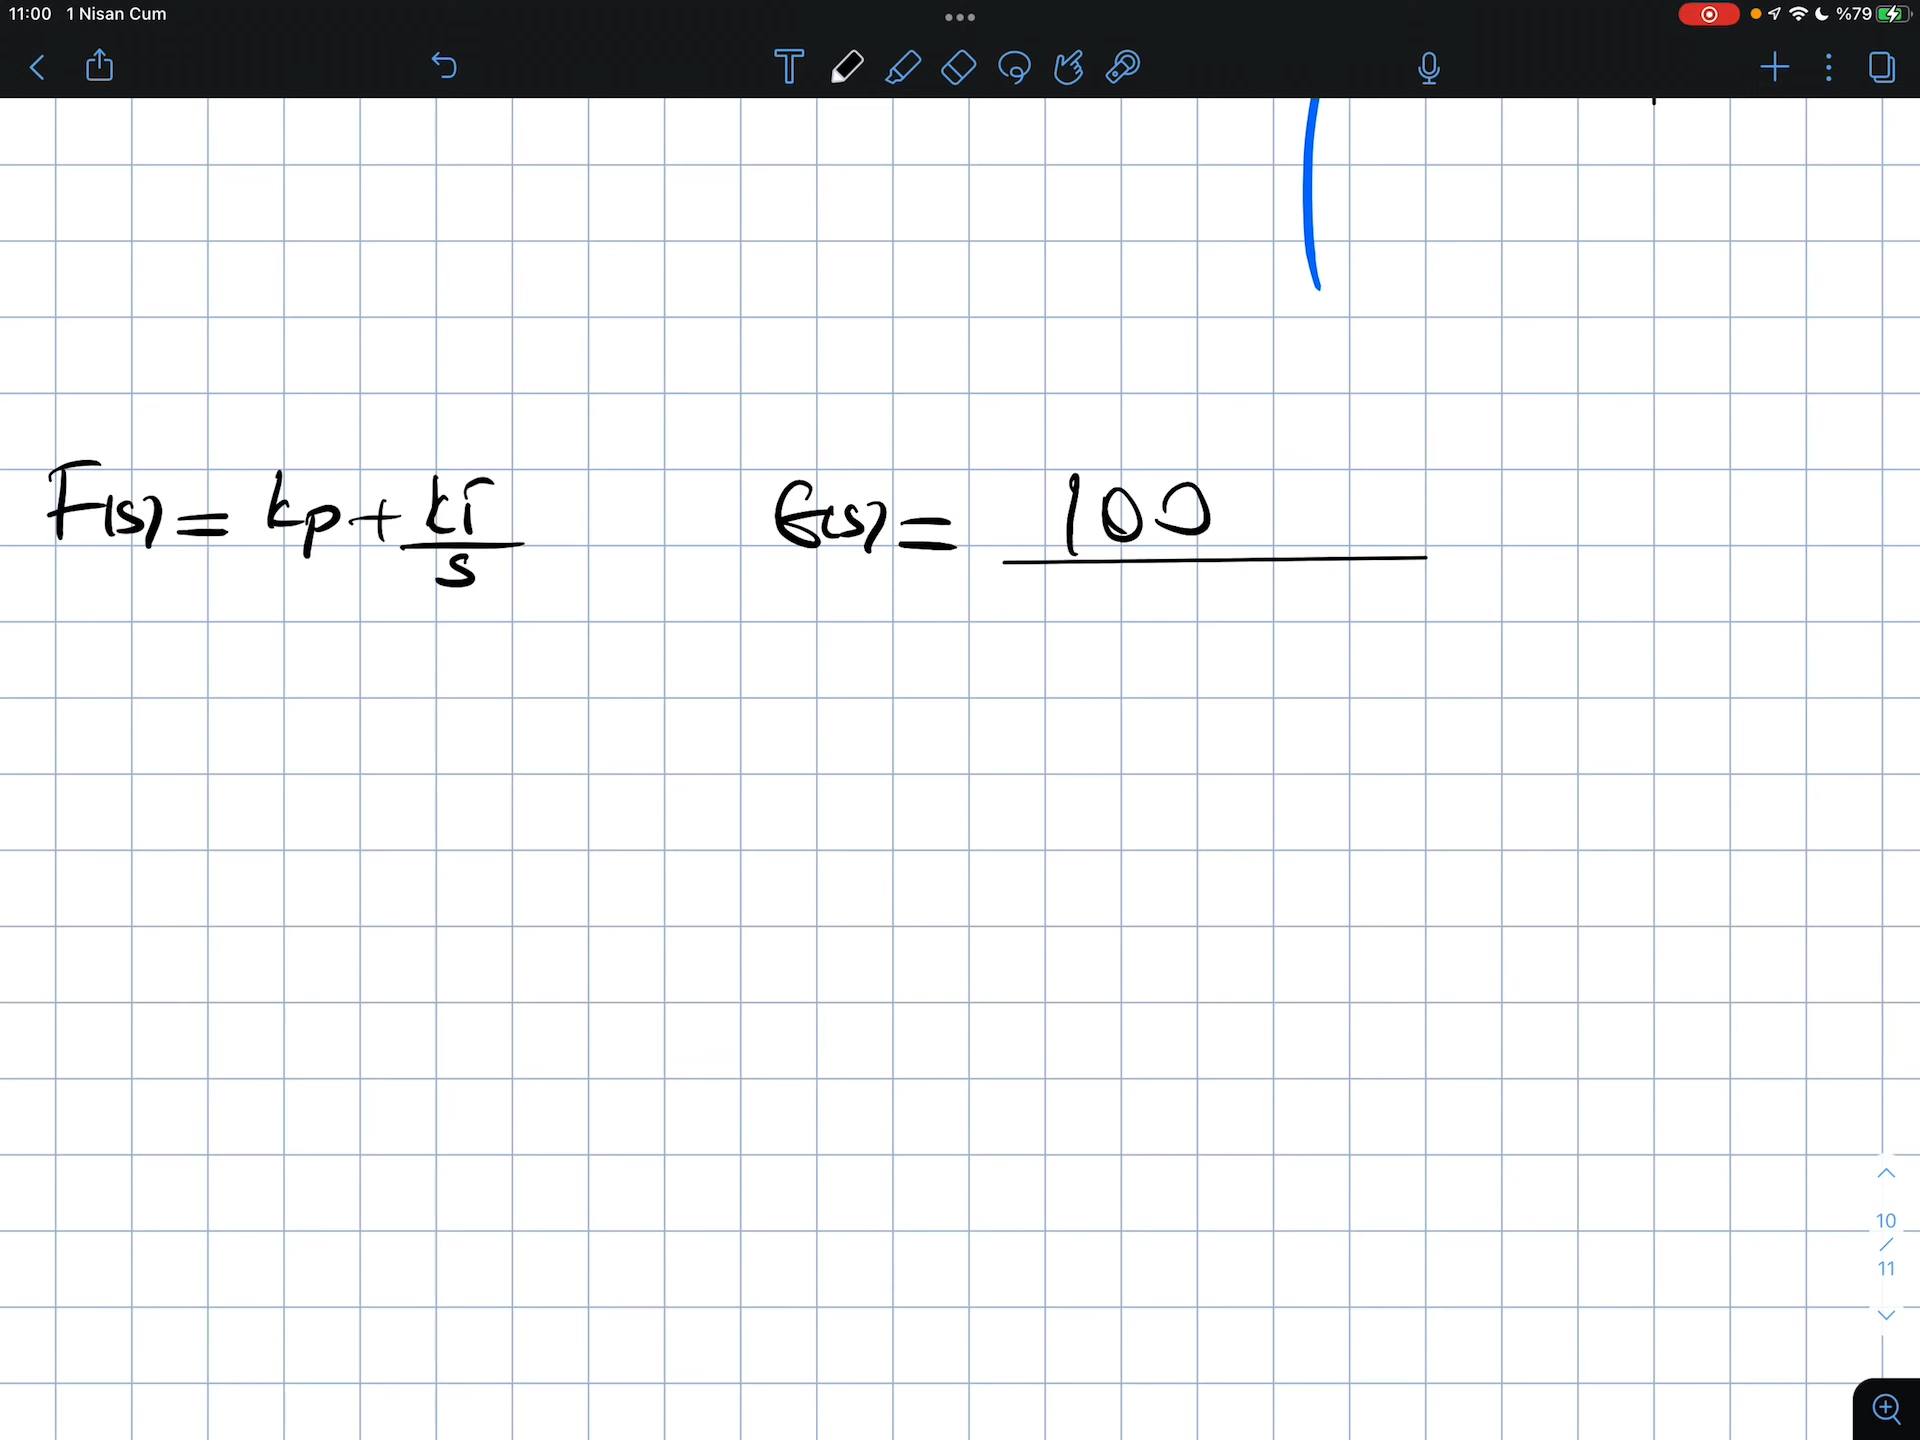 11:00 1 Nisan Cum
%79
F(s) = kp + ki
s
G(s) = 100
10
11